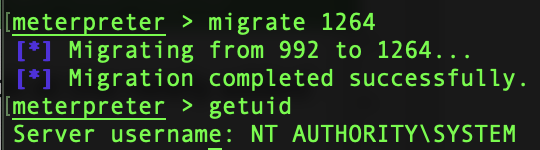 [meterpreter > migrate 1264
[*] Migrating from 992 to 1264...
[*] Migration completed successfully.
[meterpreter > getuid
Server username: NT AUTHORITY\SYSTEM